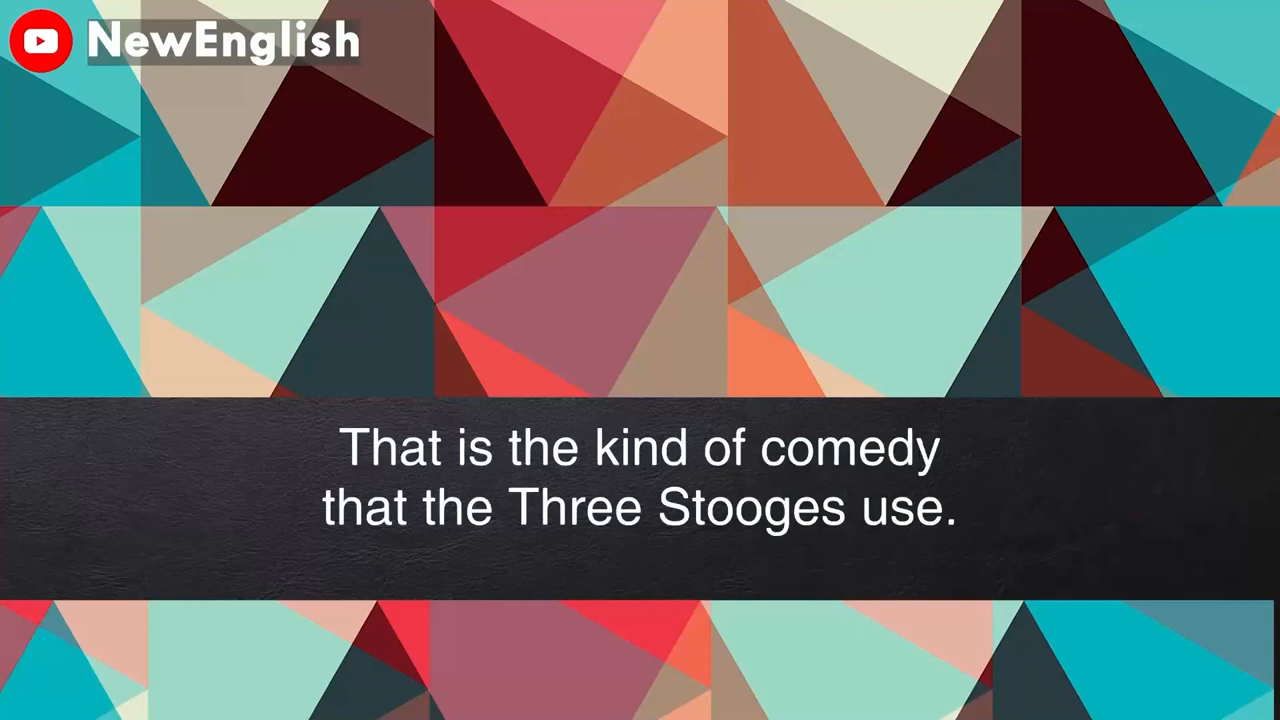 NewEnglish
That is the kind of comedy
that the Three Stooges use.